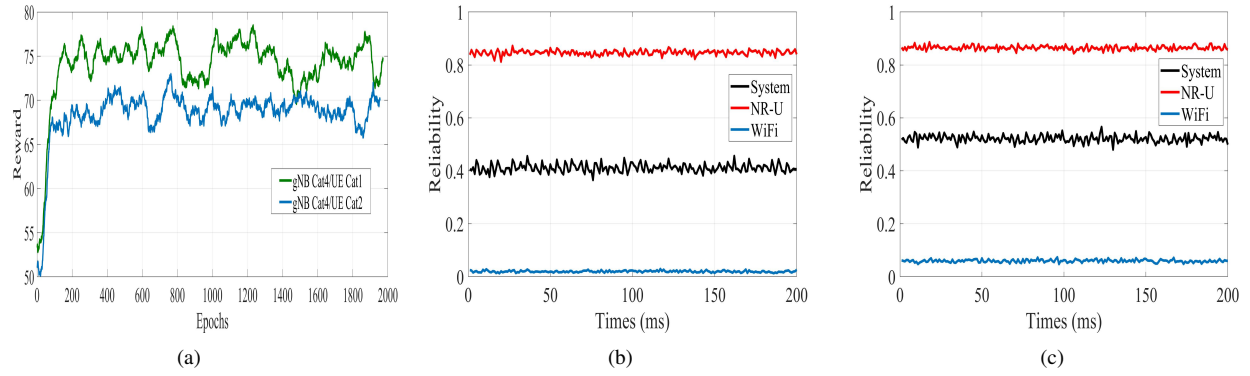 80
75
70
65
60
55
50
Reward
0 200 400 600 800 1000 1200 1400 1600 1800 2000
Epochs
gNB Cat4/UE Cat1
gNB Cat4/UE Cat2
(a)
1
0.8
0.6
0.4
0.2
0
Reliability
0 50 100 150 200
Times (ms)
System
NR-U
WiFi
(b)
1
0.8
0.6
0.4
0.2
0
Reliability
0 50 100 150 200
Times (ms)
System
NR-U
WiFi
(c)